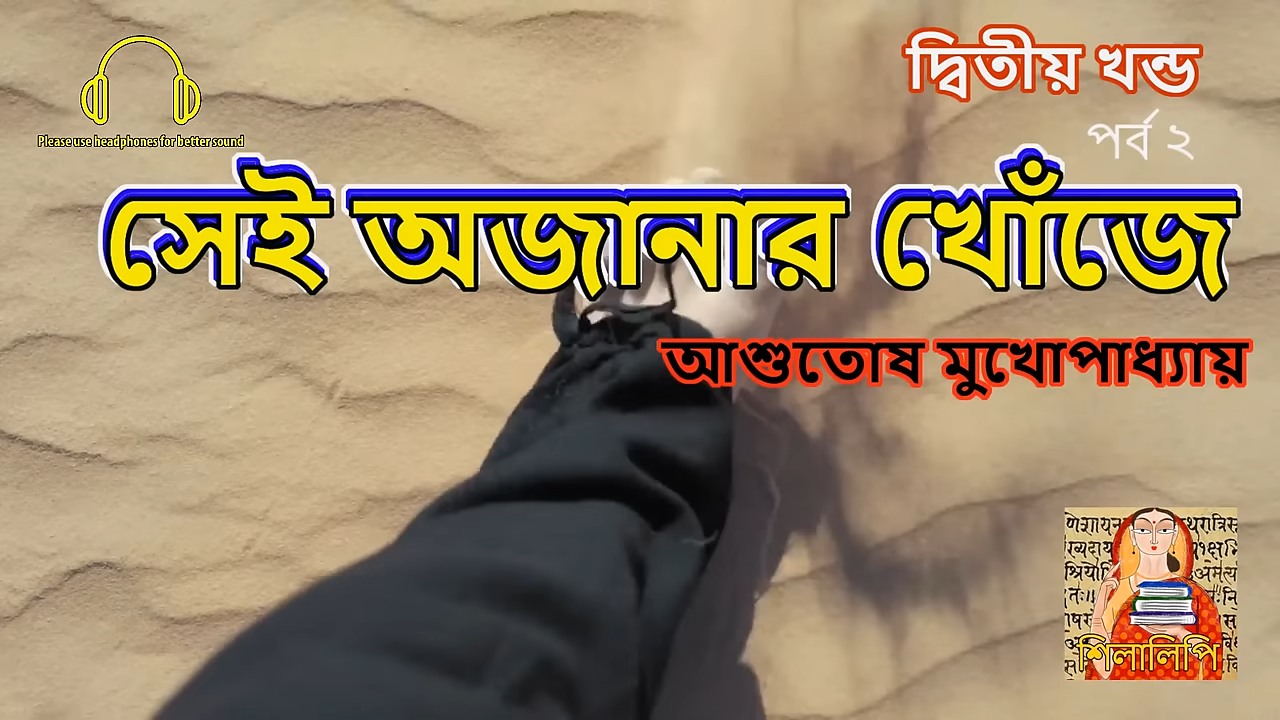 দ্বিতীয় খন্ড
পর্ব ২
Please use headphones for better sound
সেই অজানার খোঁজে
আশুতোষ মুখোপাধ্যায়
শিলালিপি